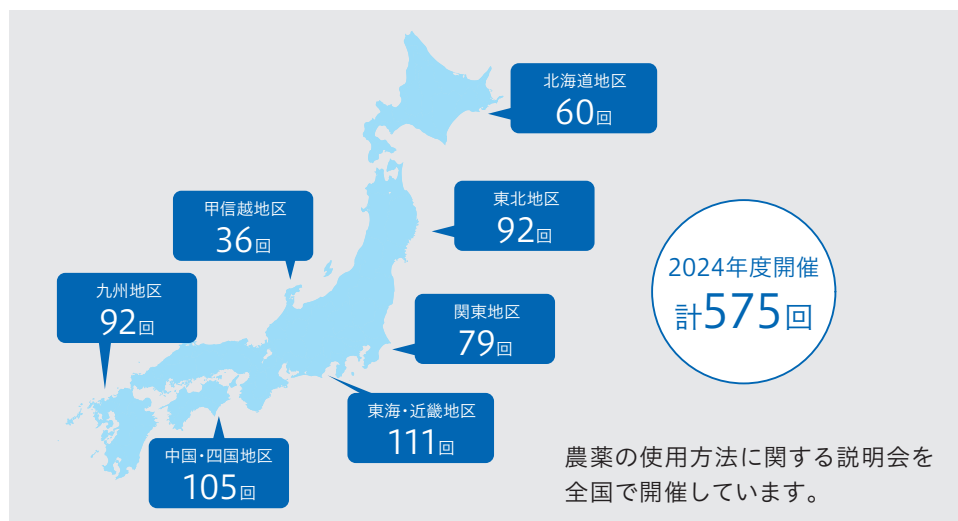 北海道地区
60回
東北地区
92回
甲信越地区
36回
2024年度開催
計575回
九州地区
92回
関東地区
79回
東海・近畿地区
111回
中国・四国地区
105回
農薬の使用方法に関する説明会を
全国で開催しています。